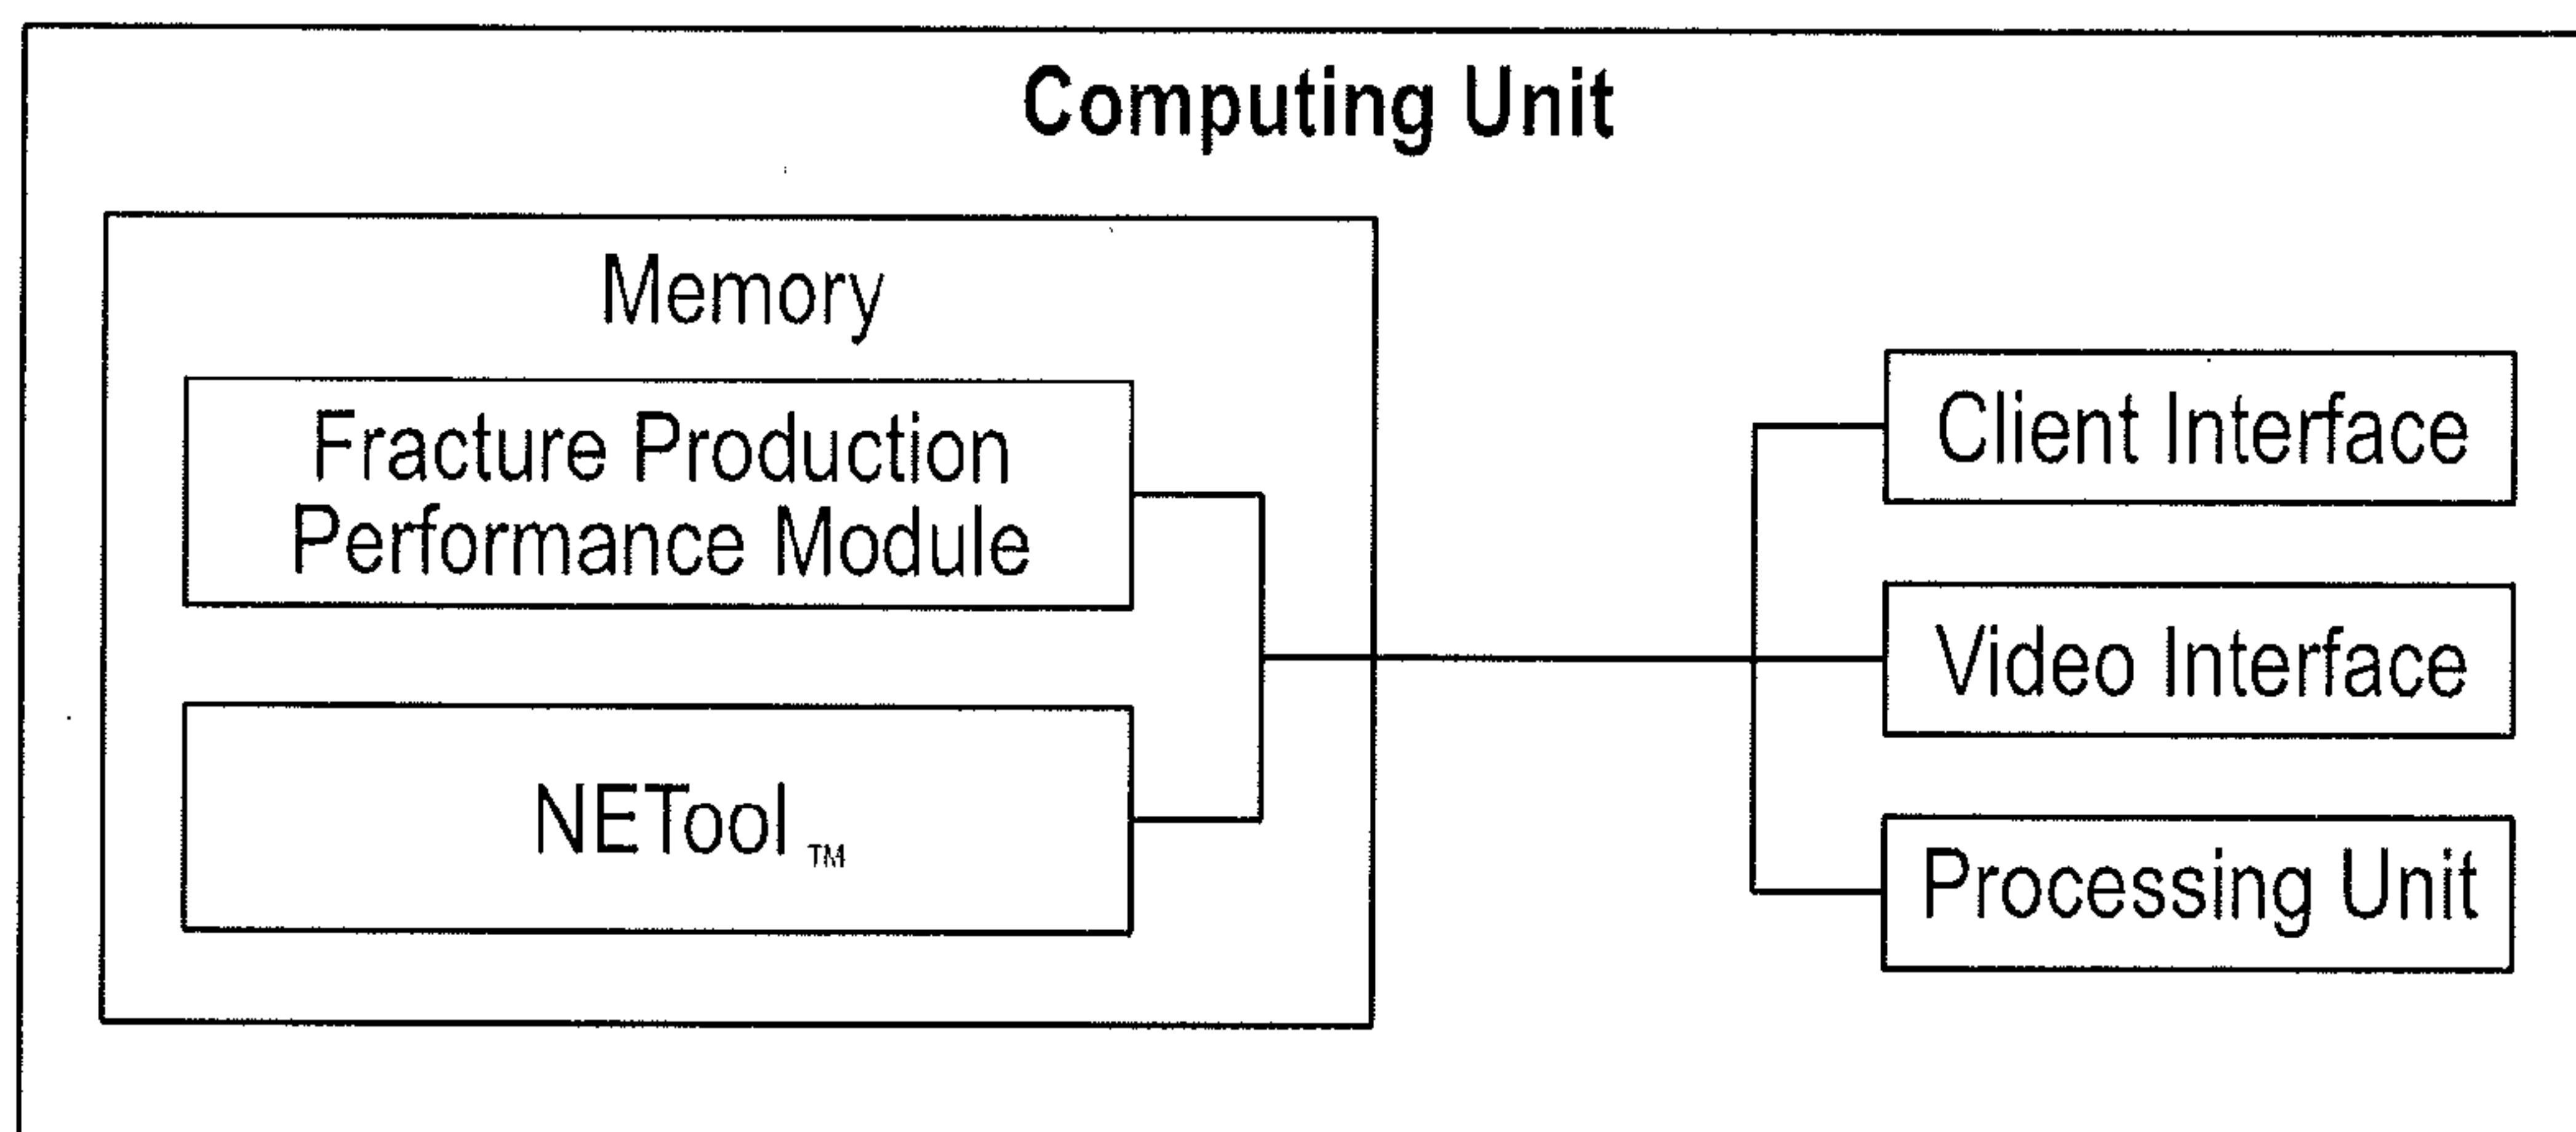 Computing Unit
Memory
Fracture Production
Performance Module
NETool TM
Client Interface
Video Interface
Processing Unit